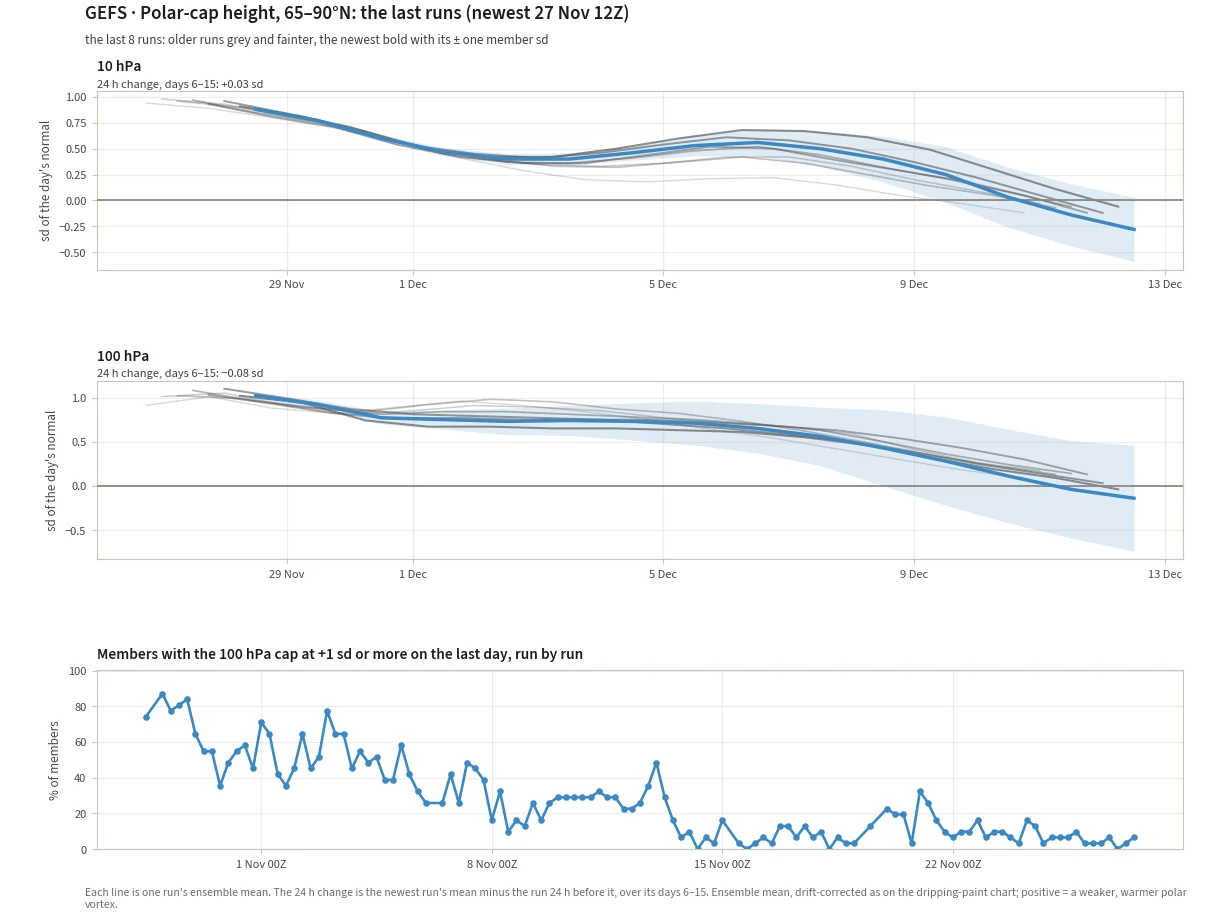 GEFS · Polar-cap height, 65–90°N: the last runs (newest 27 Nov 12Z)
the last 8 runs: older runs grey and fainter, the newest bold with its ± one member sd
10 hPa
24 h change, days 6–15: +0.03 sd
1.00
0.75
0.50
0.25
0.00
−0.25
−0.50
sd of the day's normal
29 Nov
1 Dec
5 Dec
9 Dec
13 Dec
100 hPa
24 h change, days 6–15: −0.08 sd
1.0
0.5
0.0
−0.5
sd of the day's normal
29 Nov
1 Dec
5 Dec
9 Dec
13 Dec
Members with the 100 hPa cap at +1 sd or more on the last day, run by run
100
80
60
40
20
0
% of members
1 Nov 00Z
8 Nov 00Z
15 Nov 00Z
22 Nov 00Z
Each line is one run's ensemble mean. The 24 h change is the newest run's mean minus the run 24 h before it, over its days 6–15. Ensemble mean, drift-corrected as on the dripping-paint chart; positive = a weaker, warmer polar
vortex.